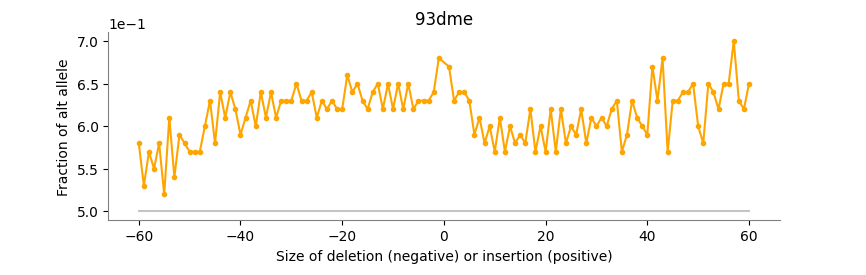 93dme
1e−1
7.0
6.5
6.0
5.5
5.0
Fraction of alt allele
−60 −40 −20 0 20 40 60
Size of deletion (negative) or insertion (positive)